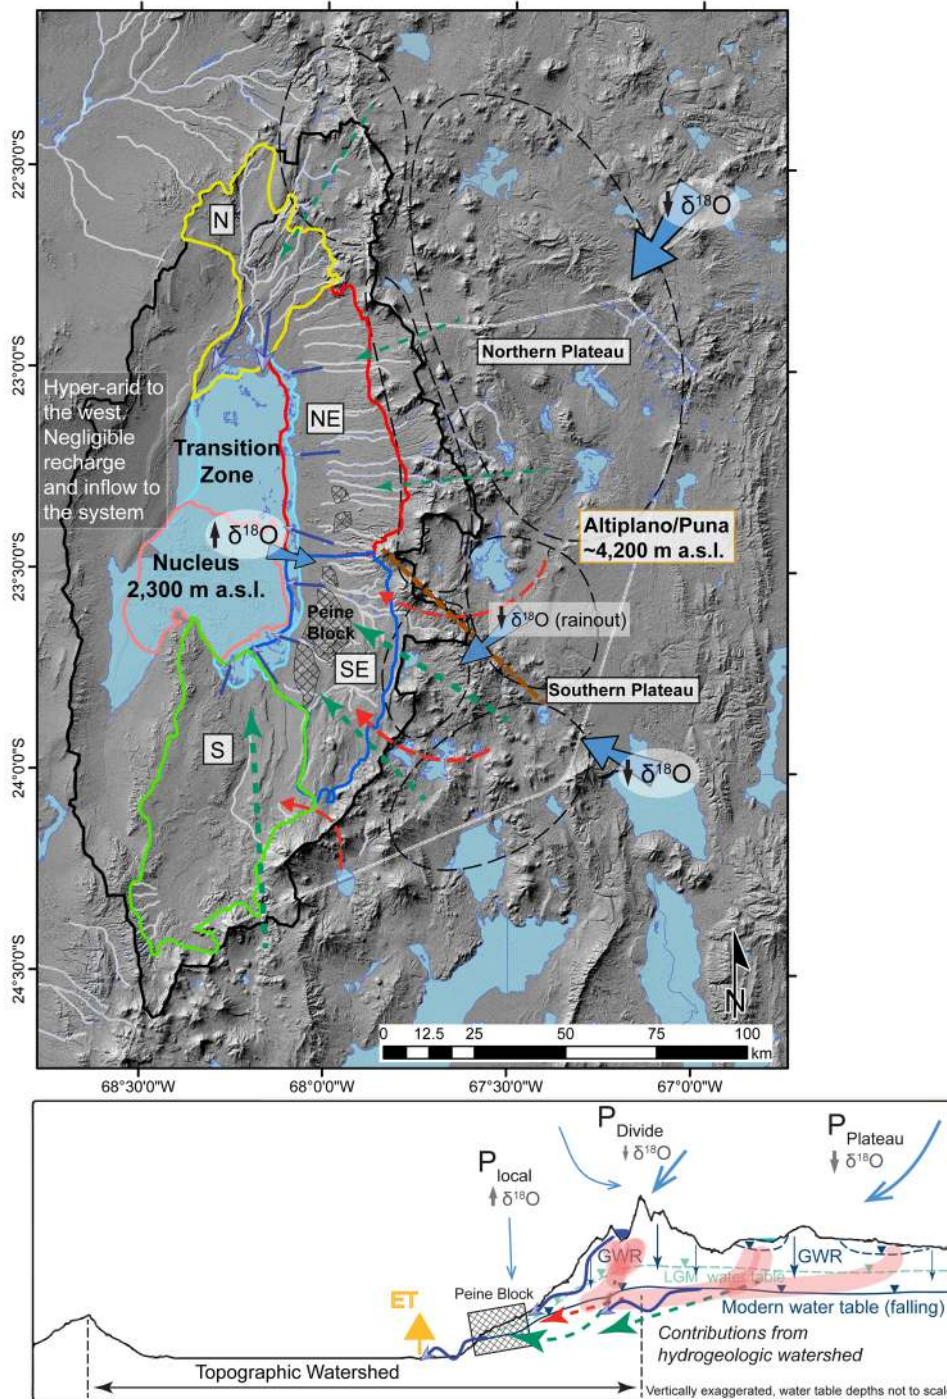 22°30'0"S
23°0'0"S
23°30'0"S
24°0'0"S
24°30'0"S
N
δ¹⁸O
Northern Plateau
Hyper-arid to
the west.
Negligible
recharge
and inflow to
the system
NE
Transition
Zone
δ¹⁸O
Nucleus
2,300 m a.s.l.
Altiplano/Puna
~4,200 m a.s.l.
Peine
Block
δ¹⁸O (rainout)
SE
Southern Plateau
S
δ¹⁸O
N
0 12.5 25 50 75 100
km
68°30'0"W 68°0'0"W 67°30'0"W 67°0'0"W
P Divide
δ¹⁸O
P Plateau
δ¹⁸O
P local
δ¹⁸O
GWR
GWR
LGM water table
Peine Block
ET
Modern water table (falling)
Contributions from
hydrogeologic watershed
Topographic Watershed
Vertically exaggerated, water table depths not to scale